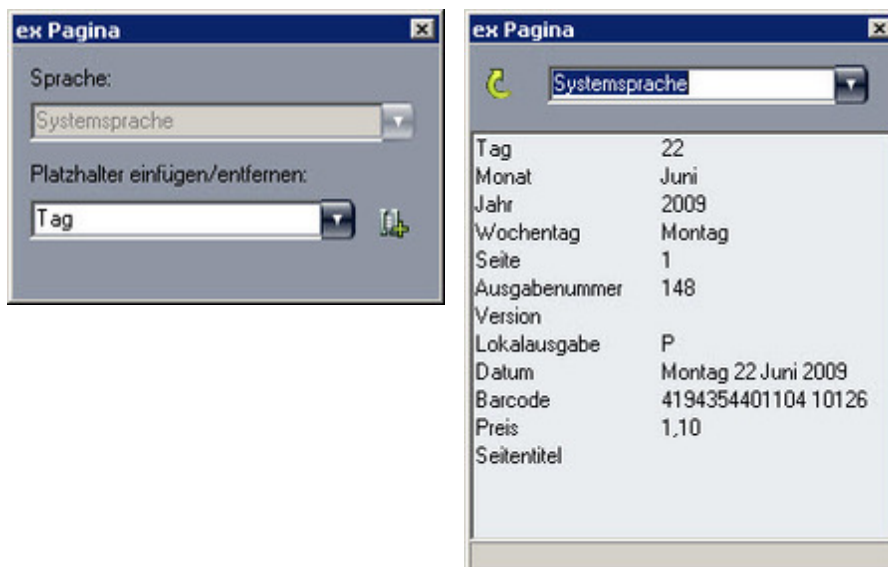 ex Pagina
Sprache:
Systemsprache
Platzhalter einfügen/entfernen:
Tag
ex Pagina
Systemsprache
Tag 22
Monat Juni
Jahr 2009
Wochentag Montag
Seite 1
Ausgabenummer 148
Version
Lokalausgabe P
Datum Montag 22 Juni 2009
Barcode 4194354401104 10126
Preis 1,10
Seitentitel